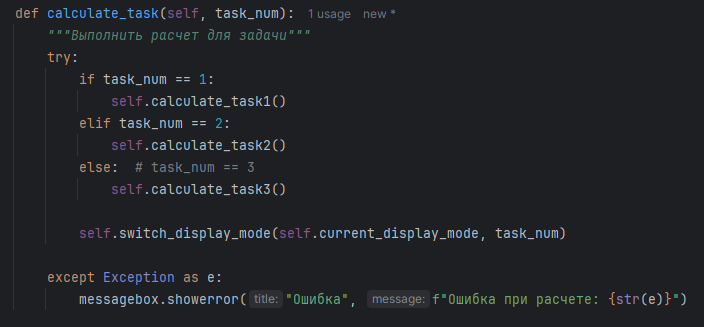 def calculate_task(self, task_num): 1 usage new *
    """Выполнить расчет для задачи"""
    try:
        if task_num == 1:
            self.calculate_task1()
        elif task_num == 2:
            self.calculate_task2()
        else:  # task_num == 3
            self.calculate_task3()

        self.switch_display_mode(self.current_display_mode, task_num)

    except Exception as e:
        messagebox.showerror( title: "Ошибка", message: f"Ошибка при расчете: {str(e)}")